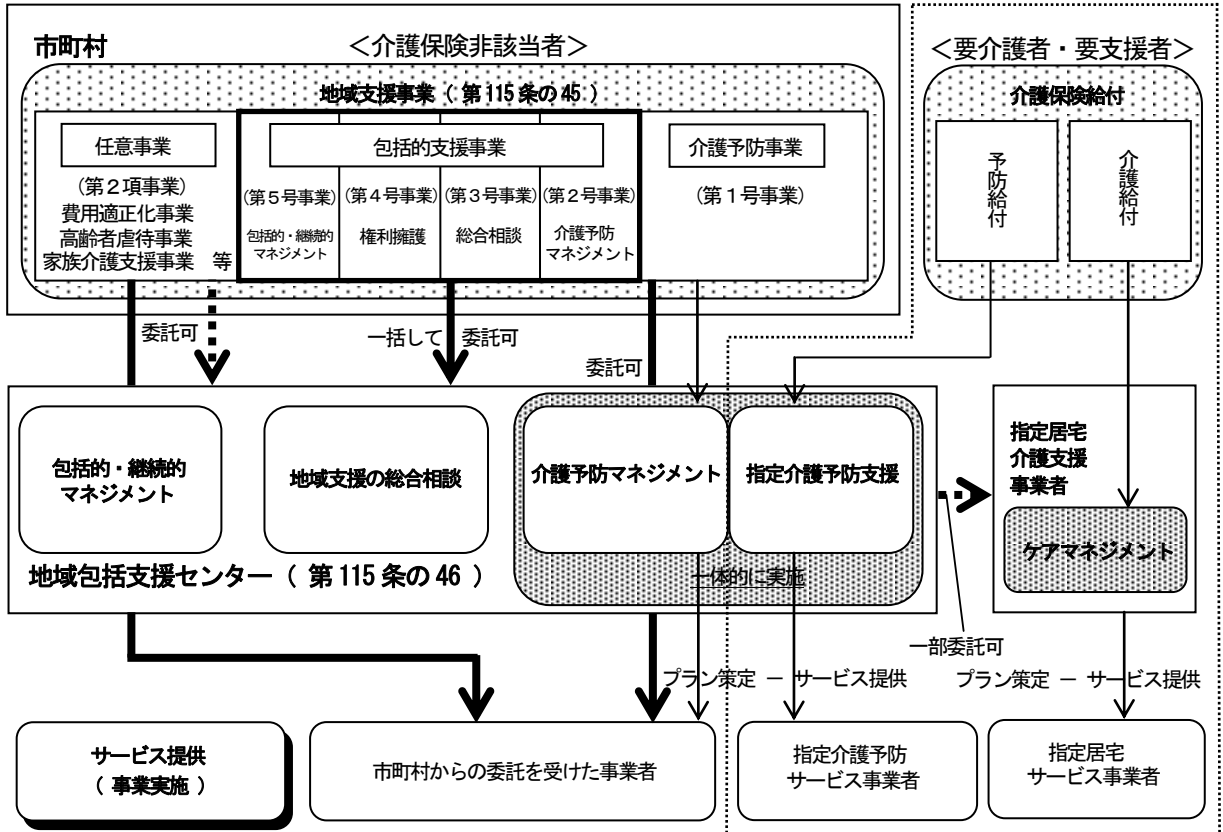 市町村
＜介護保険非該当者＞
＜要介護者・要支援者＞
地域支援事業（ 第115条の45 ）
介護保険給付
任意事業
(第２項事業)
費用適正化事業
高齢者虐待事業
家族介護支援事業　等
包括的支援事業
(第５号事業)
包括的・継続的
マネジメント
(第４号事業)
権利擁護
(第３号事業)
総合相談
(第２号事業)
介護予防
マネジメント
介護予防事業
(第１号事業)
予防給付
介護給付
委託可
一括して　委託可
委託可
包括的・継続的
マネジメント
地域支援の総合相談
介護予防マネジメント
指定介護予防支援
一体的に実施
地域包括支援センター（ 第115条の46 ）
指定居宅
介護支援
事業者
ケアマネジメント
一部委託可
プラン策定 － サービス提供
プラン策定 － サービス提供
サービス提供
（ 事業実施 ）
市町村からの委託を受けた事業者
指定介護予防
サービス事業者
指定居宅
サービス事業者